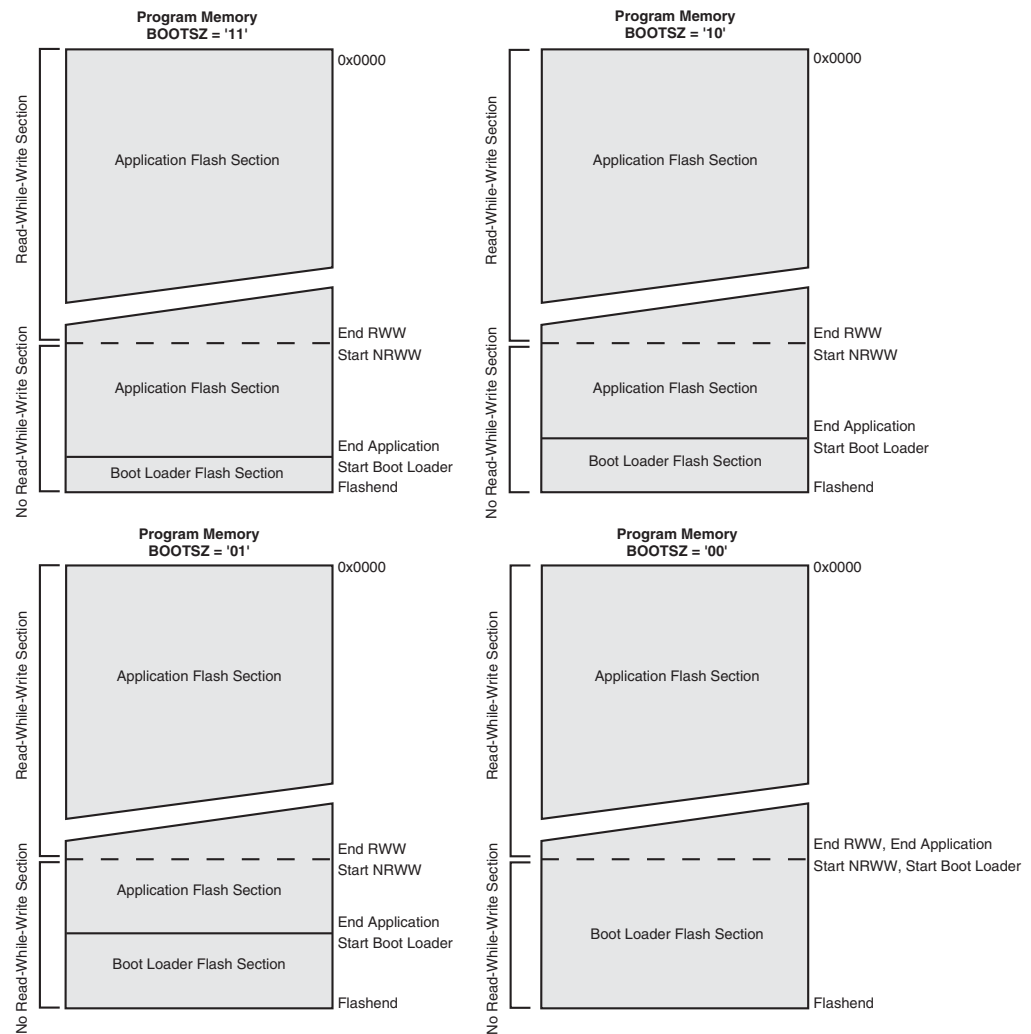 Program Memory
BOOTSZ = '11'
0x0000
Read-While-Write Section
Application Flash Section
End RWW
Start NRWW
No Read-While-Write Section
Application Flash Section
End Application
Start Boot Loader
Boot Loader Flash Section
Flashend
Program Memory
BOOTSZ = '10'
0x0000
Read-While-Write Section
Application Flash Section
End RWW
Start NRWW
No Read-While-Write Section
Application Flash Section
End Application
Start Boot Loader
Boot Loader Flash Section
Flashend
Program Memory
BOOTSZ = '01'
0x0000
Read-While-Write Section
Application Flash Section
End RWW
Start NRWW
No Read-While-Write Section
Application Flash Section
End Application
Start Boot Loader
Boot Loader Flash Section
Flashend
Program Memory
BOOTSZ = '00'
0x0000
Read-While-Write Section
Application Flash Section
End RWW, End Application
Start NRWW, Start Boot Loader
No Read-While-Write Section
Boot Loader Flash Section
Flashend